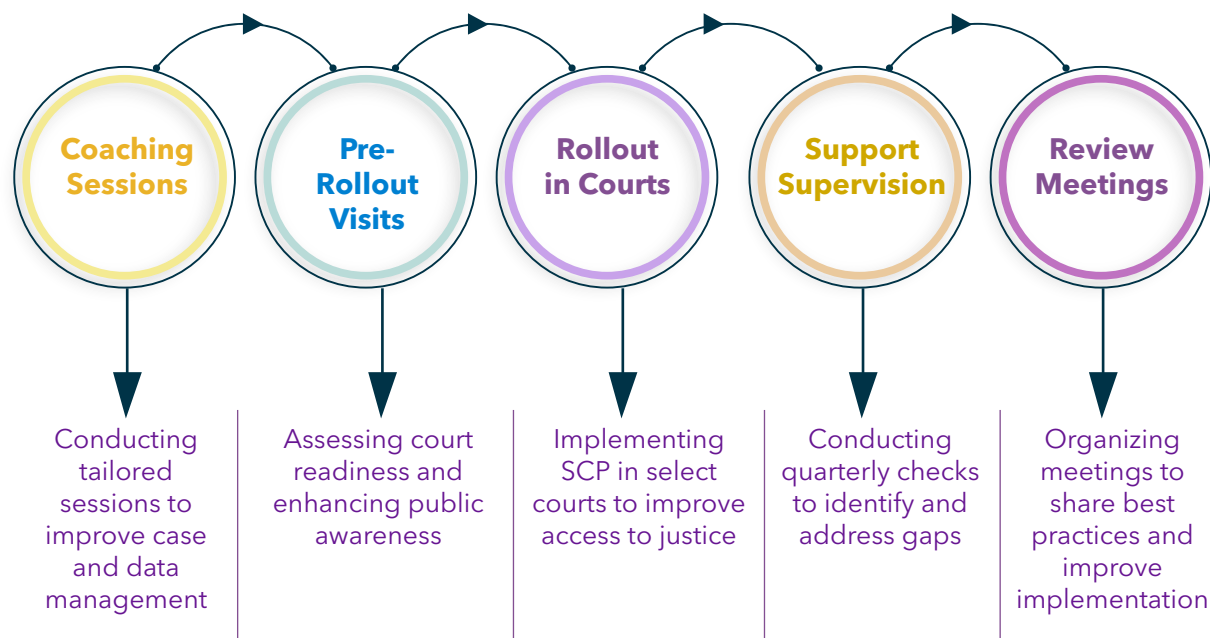 Coaching
Sessions
Pre-
Rollout
Visits
Rollout
in Courts
Support
Supervision
Review
Meetings
Conducting
tailored
sessions to
improve case
and data
management
Assessing court
readiness and
enhancing public
awareness
Implementing
SCP in select
courts to improve
access to justice
Conducting
quarterly checks
to identify and
address gaps
Organizing
meetings to
share best
practices and
improve
implementation